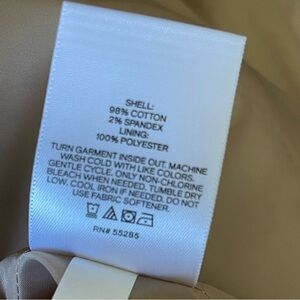 SHELL:
98% COTTON
2% SPANDEX
LINING:
100% POLYESTER
TURN GARMENT INSIDE OUT. MACHINE
WASH COLD WITH LIKE COLORS.
GENTLE CYCLE. ONLY NON-CHLORINE
BLEACH WHEN NEEDED. TUMBLE DRY
LOW. COOL IRON IF NEEDED. DO NOT
USE FABRIC SOFTENER.
RN# 55285